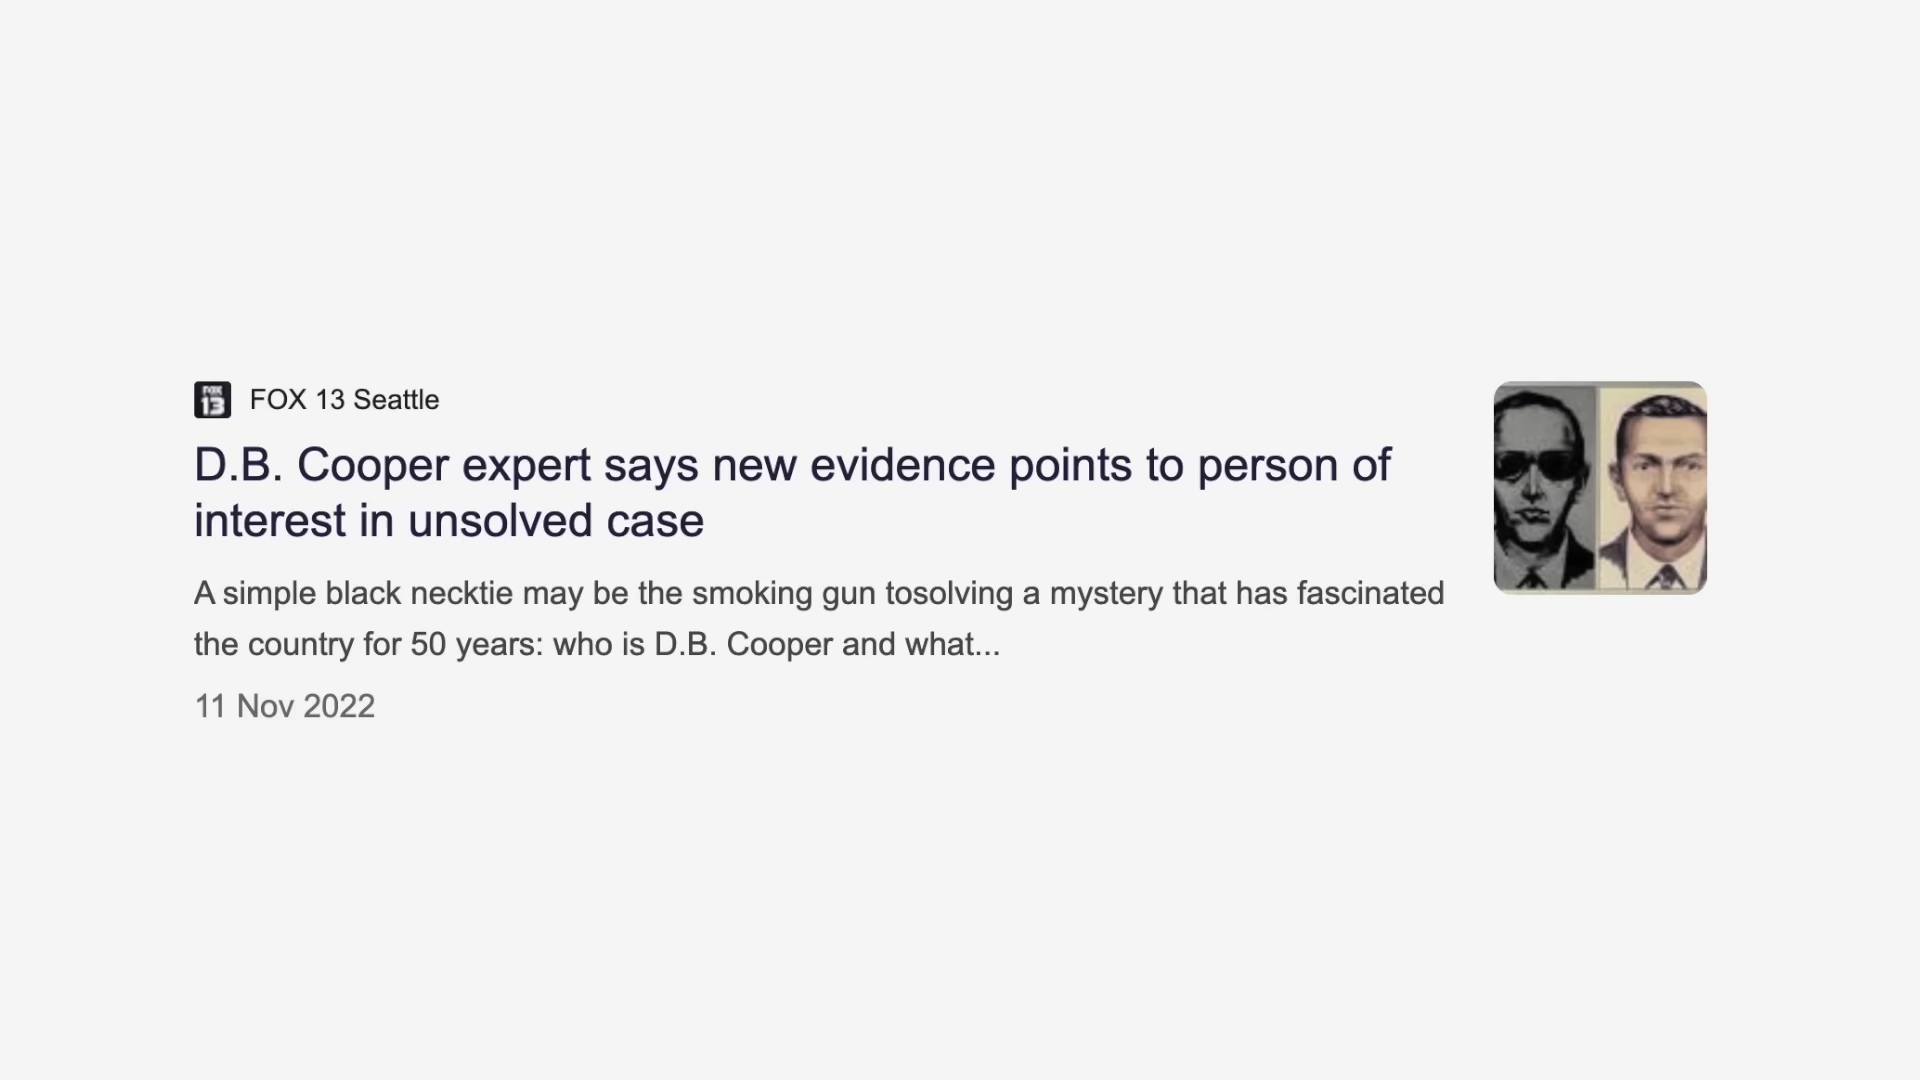 FOX
13
FOX 13 Seattle
D.B. Cooper expert says new evidence points to person of
interest in unsolved case
A simple black necktie may be the smoking gun tosolving a mystery that has fascinated
the country for 50 years: who is D.B. Cooper and what...
11 Nov 2022